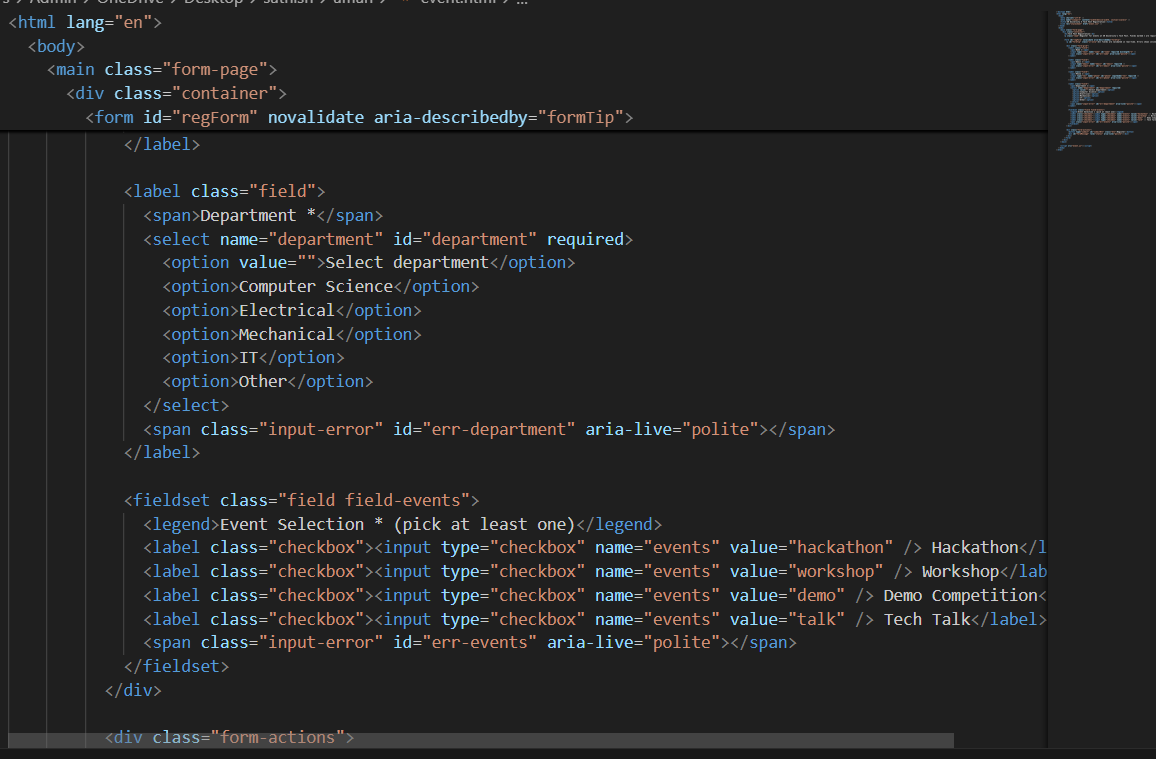 Admin > OneDrive > Desktop > sathish > aman > event.html > ...
<html lang="en">
<body>
<main class="form-page">
<div class="container">
<form id="regForm" novalidate aria-describedby="formTip">
</label>
<label class="field">
<span>Department *</span>
<select name="department" id="department" required>
<option value="">Select department</option>
<option>Computer Science</option>
<option>Electrical</option>
<option>Mechanical</option>
<option>IT</option>
<option>Other</option>
</select>
<span class="input-error" id="err-department" aria-live="polite"></span>
</label>
<fieldset class="field field-events">
<legend>Event Selection * (pick at least one)</legend>
<label class="checkbox"><input type="checkbox" name="events" value="hackathon" /> Hackathon</l
<label class="checkbox"><input type="checkbox" name="events" value="workshop" /> Workshop</lab
<label class="checkbox"><input type="checkbox" name="events" value="demo" /> Demo Competition<
<label class="checkbox"><input type="checkbox" name="events" value="talk" /> Tech Talk</label>
<span class="input-error" id="err-events" aria-live="polite"></span>
</fieldset>
</div>
<div class="form-actions">